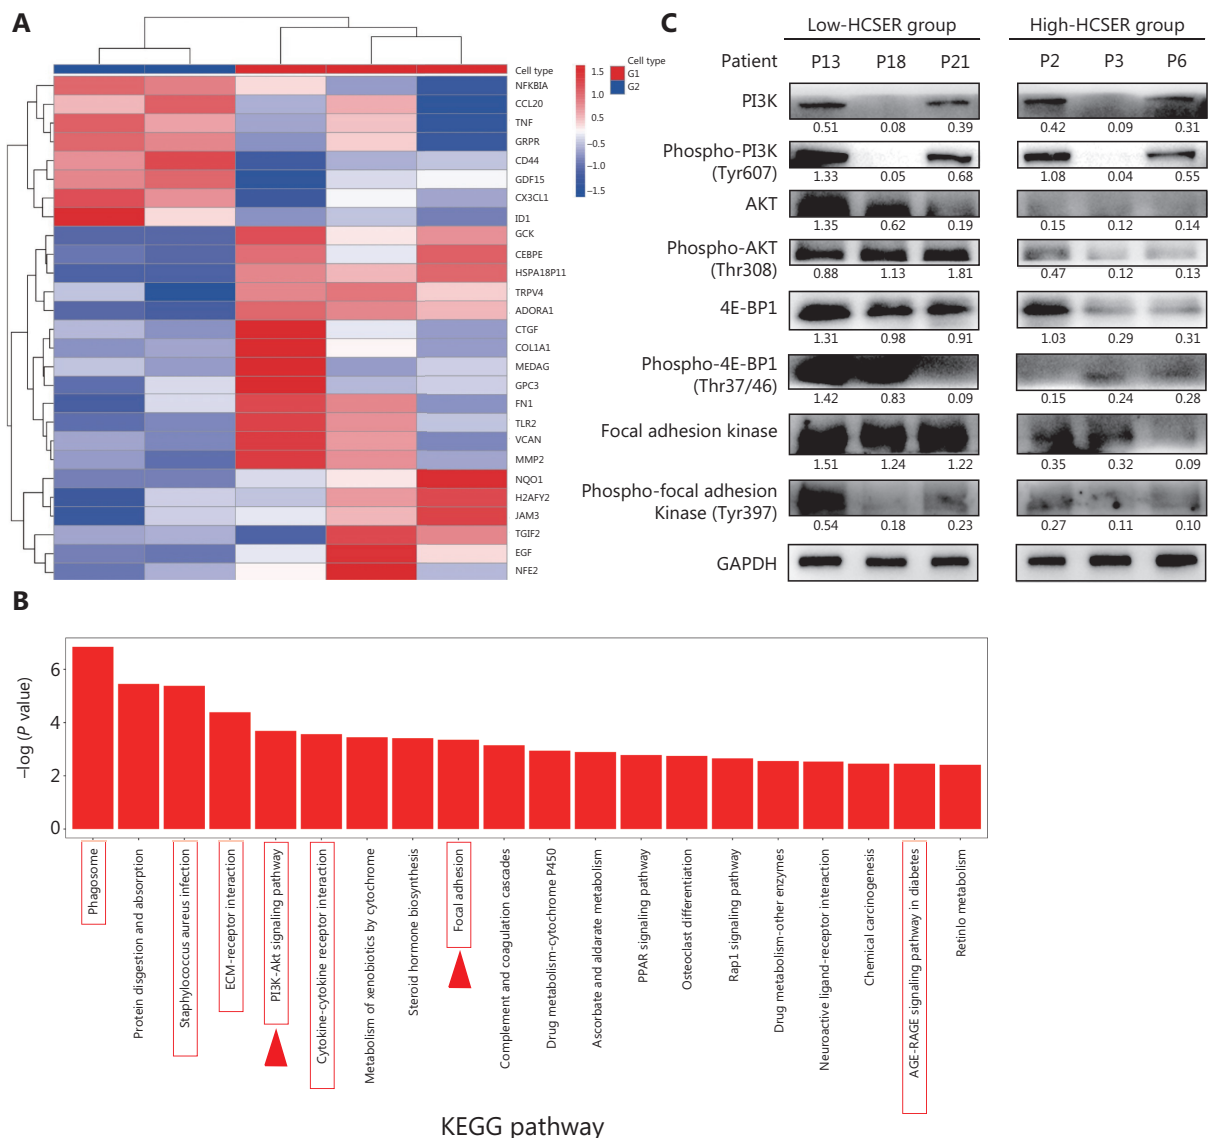 A
Cell type
1.5
1.0
0.5
0
−0.5
−1.0
−1.5
Cell type
G1
G2
NFKBIA
CCL20
TNF
GRPR
CD44
GDF15
CX3CL1
ID1
GCK
CEBPE
HSPA18P11
TRPV4
ADORA1
CTGF
COL1A1
MEDAG
GPC3
FN1
TLR2
VCAN
MMP2
NQO1
H2AFY2
JAM3
TGIF2
EGF
NFE2
C
Low-HCSER group
High-HCSER group
Patient P13 P18 P21 P2 P3 P6
PI3K
0.51 0.08 0.39 0.42 0.09 0.31
Phospho-PI3K
(Tyr607)
1.33 0.05 0.68 1.08 0.04 0.55
AKT
1.35 0.62 0.19 0.15 0.12 0.14
Phospho-AKT
(Thr308)
0.88 1.13 1.81 0.47 0.12 0.13
4E-BP1
1.31 0.98 0.91 1.03 0.29 0.31
Phospho-4E-BP1
(Thr37/46)
1.42 0.83 0.09 0.15 0.24 0.28
Focal adhesion kinase
1.51 1.24 1.22 0.35 0.32 0.09
Phospho-focal adhesion
Kinase (Tyr397)
0.54 0.18 0.23 0.27 0.11 0.10
GAPDH
B
−log (P value)
6
4
2
0
Phagosome
Protein disgestion and absorption
Staphylococcus aureus infection
ECM-receptor interaction
PI3K-Akt signaling pathway
Cytokine-cytokine receptor interaction
Metabolism of xenobiotics by cytochrome
Steroid hormone biosynthesis
Focal adhesion
Complement and coagulation cascades
Drug metabolism-cytochrome P450
Ascorbate and aldarate metabolism
PPAR signaling pathway
Osteoclast differentiation
Rap1 signaling pathway
Drug metabolism-other enzymes
Neuroactive ligand-receptor interaction
Chemical carcinogenesis
AGE-RAGE signaling pathway in diabetes
Retinlo metabolism
KEGG pathway